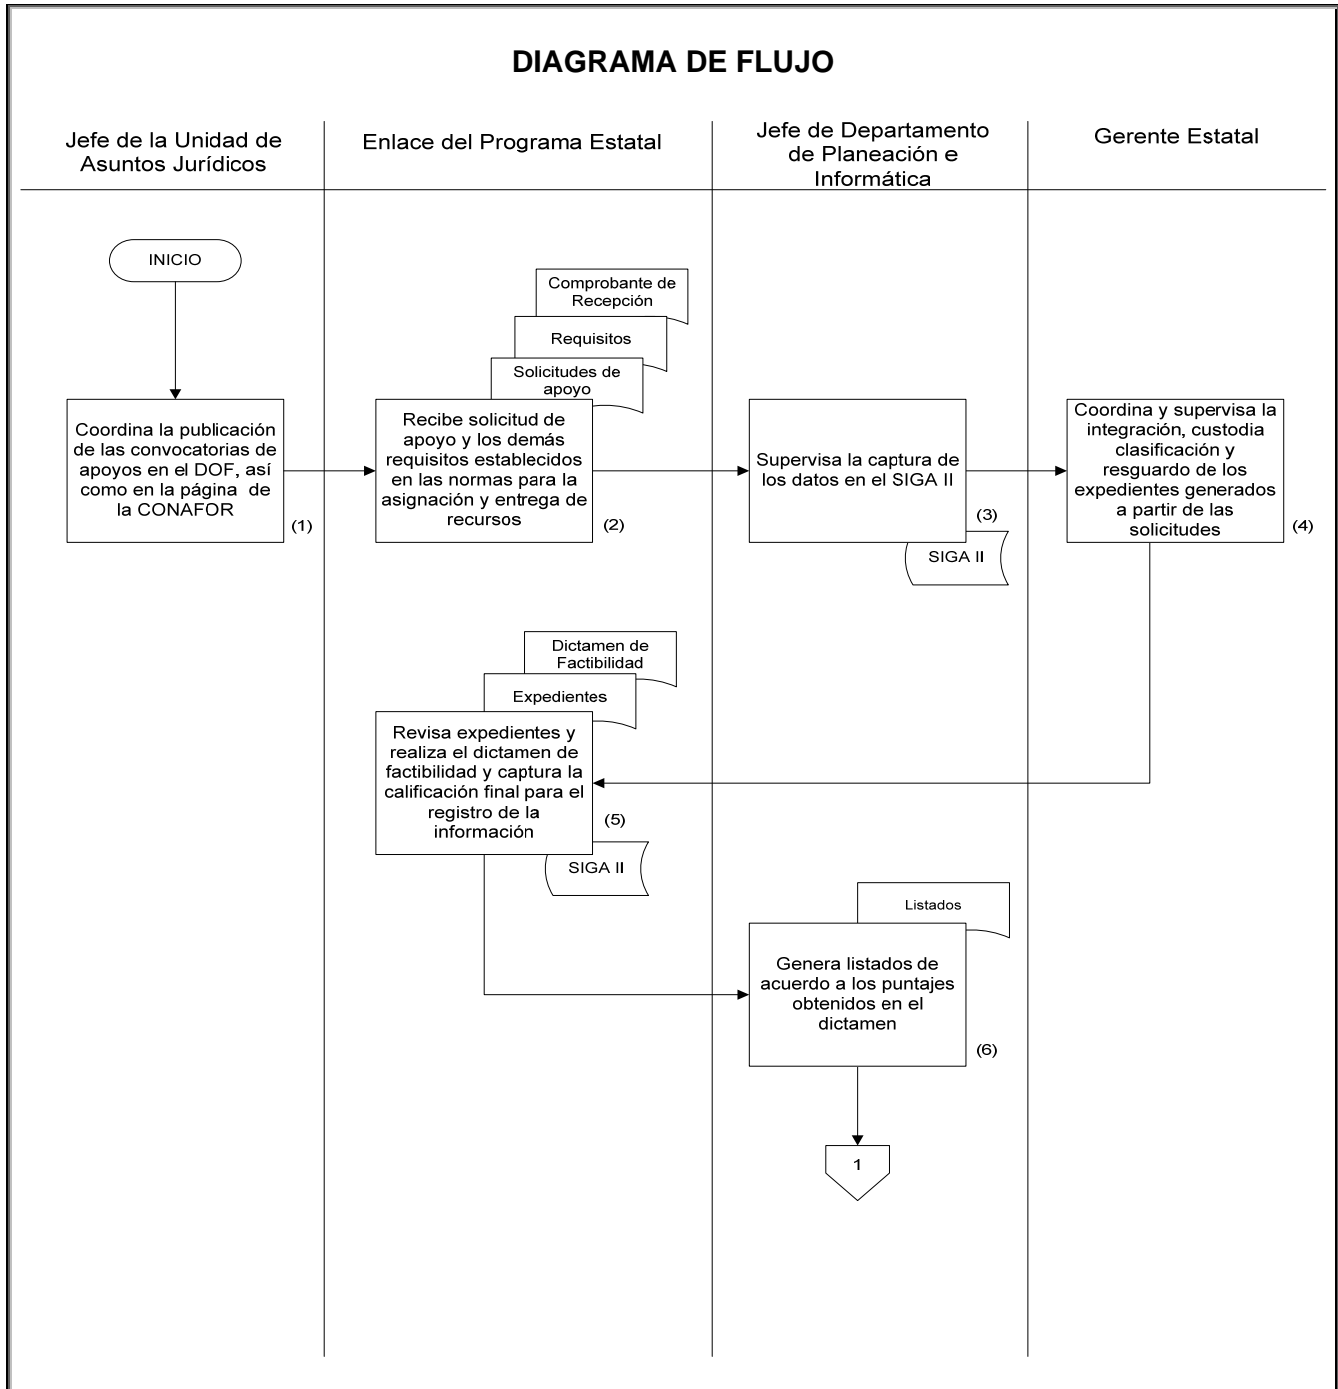 DIAGRAMA DE FLUJO
Jefe de la Unidad de
Asuntos Jurídicos
Enlace del Programa Estatal
Jefe de Departamento
de Planeación e
Informática
Gerente Estatal
INICIO
Coordina la publicación
de las convocatorias de
apoyos en el DOF, así
como en la página de
la CONAFOR
(1)
Comprobante de
Recepción
Requisitos
Solicitudes de
apoyo
Recibe solicitud de
apoyo y los demás
requisitos establecidos
en las normas para la
asignación y entrega de
recursos
(2)
Supervisa la captura de
los datos en el SIGA II
(3)
SIGA II
Coordina y supervisa la
integración, custodia
clasificación y
resguardo de los
expedientes generados
a partir de las
solicitudes
(4)
Dictamen de
Factibilidad
Expedientes
Revisa expedientes y
realiza el dictamen de
factibilidad y captura la
calificación final para el
registro de la
información
(5)
SIGA II
Listados
Genera listados de
acuerdo a los puntajes
obtenidos en el
dictamen
(6)
1